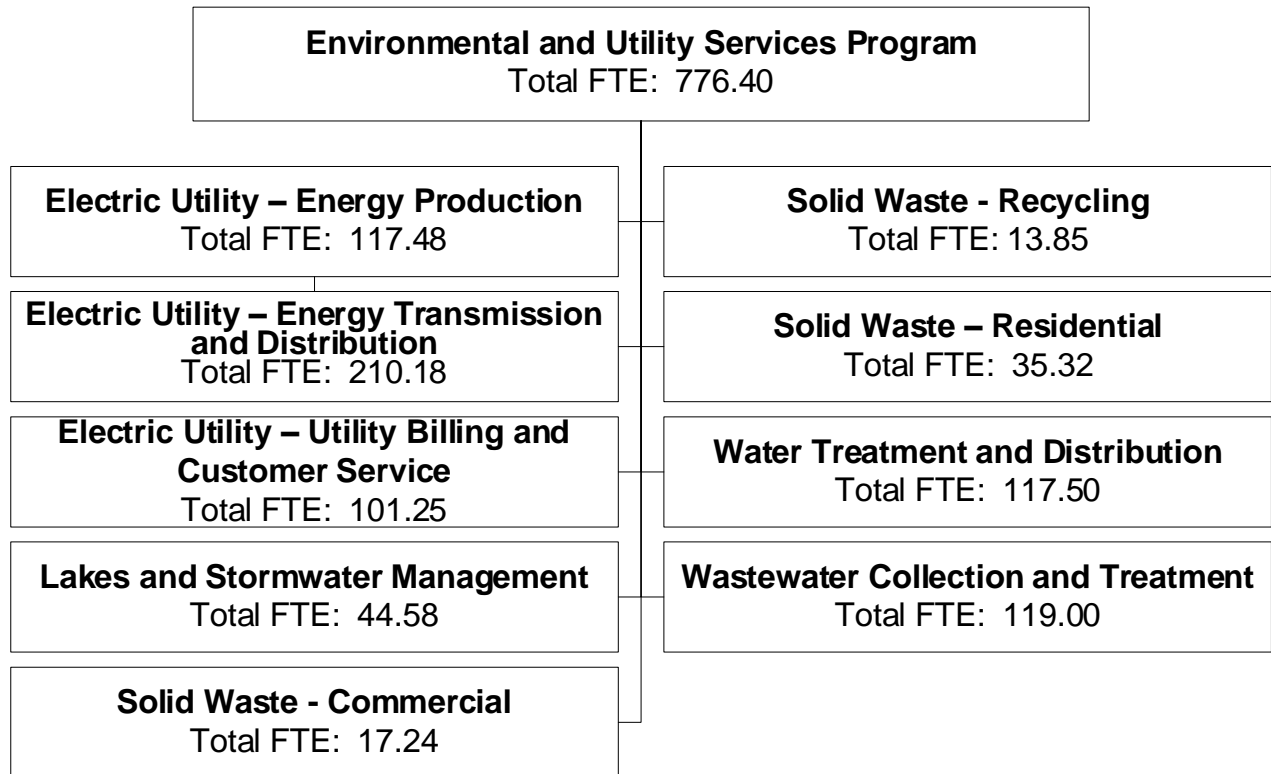 Environmental and Utility Services Program
Total FTE: 776.40
Electric Utility – Energy Production
Total FTE: 117.48
Electric Utility – Energy Transmission
and Distribution
Total FTE: 210.18
Electric Utility – Utility Billing and
Customer Service
Total FTE: 101.25
Lakes and Stormwater Management
Total FTE: 44.58
Solid Waste - Commercial
Total FTE: 17.24
Solid Waste - Recycling
Total FTE: 13.85
Solid Waste – Residential
Total FTE: 35.32
Water Treatment and Distribution
Total FTE: 117.50
Wastewater Collection and Treatment
Total FTE: 119.00